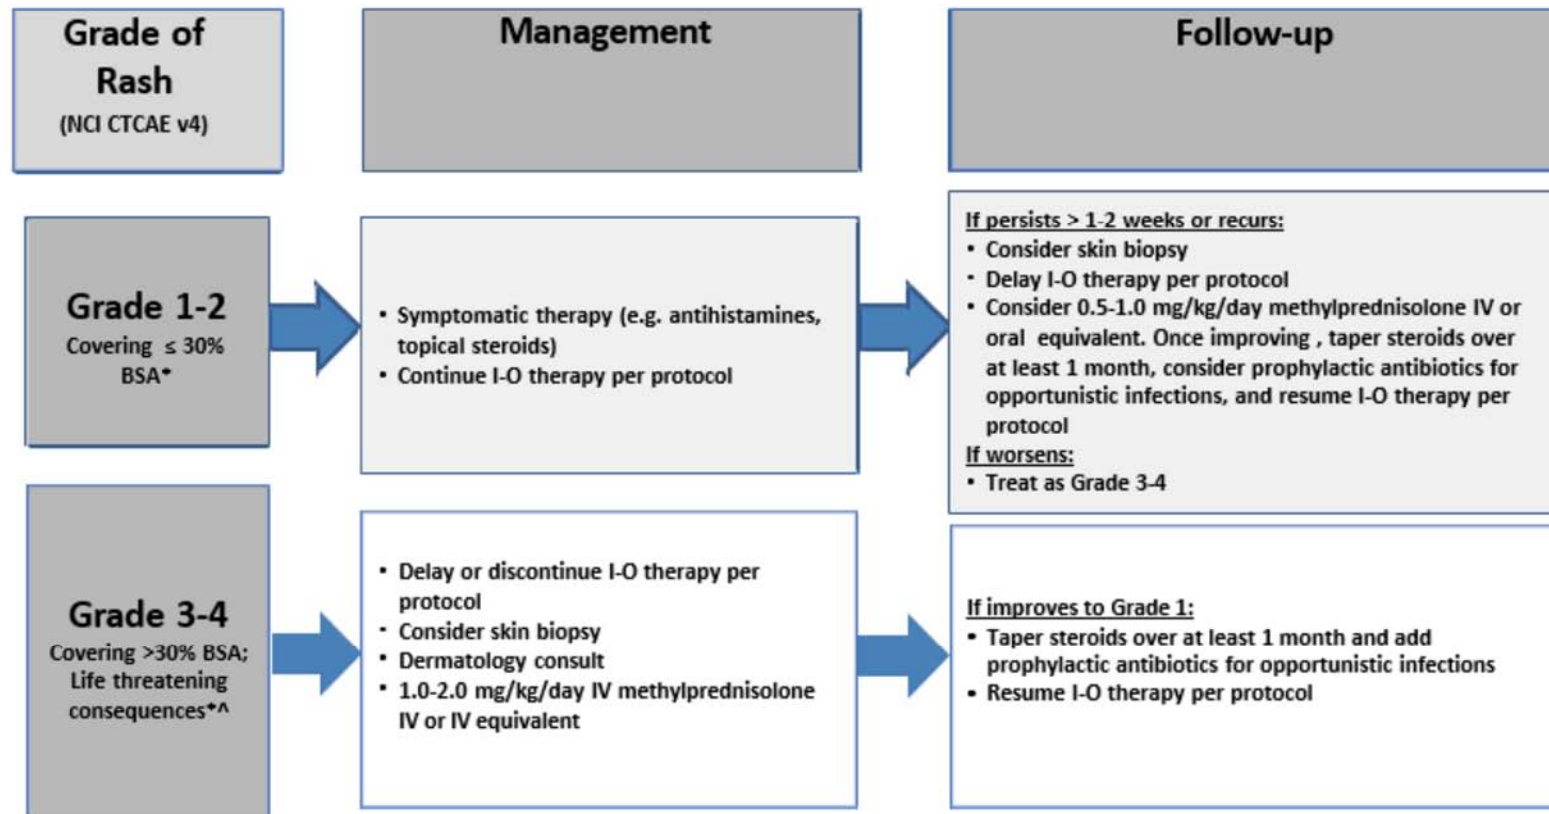 Grade of
Rash
(NCI CTCAE v4)
Management
Follow-up
Grade 1-2
Covering ≤ 30%
BSA*
• Symptomatic therapy (e.g. antihistamines,
topical steroids)
• Continue I-O therapy per protocol
If persists > 1-2 weeks or recurs:
• Consider skin biopsy
• Delay I-O therapy per protocol
• Consider 0.5-1.0 mg/kg/day methylprednisolone IV or
oral equivalent. Once improving , taper steroids over
at least 1 month, consider prophylactic antibiotics for
opportunistic infections, and resume I-O therapy per
protocol
If worsens:
• Treat as Grade 3-4
Grade 3-4
Covering >30% BSA;
Life threatening
consequences*^
• Delay or discontinue I-O therapy per
protocol
• Consider skin biopsy
• Dermatology consult
• 1.0-2.0 mg/kg/day IV methylprednisolone
IV or IV equivalent
If improves to Grade 1:
• Taper steroids over at least 1 month and add
prophylactic antibiotics for opportunistic infections
• Resume I-O therapy per protocol